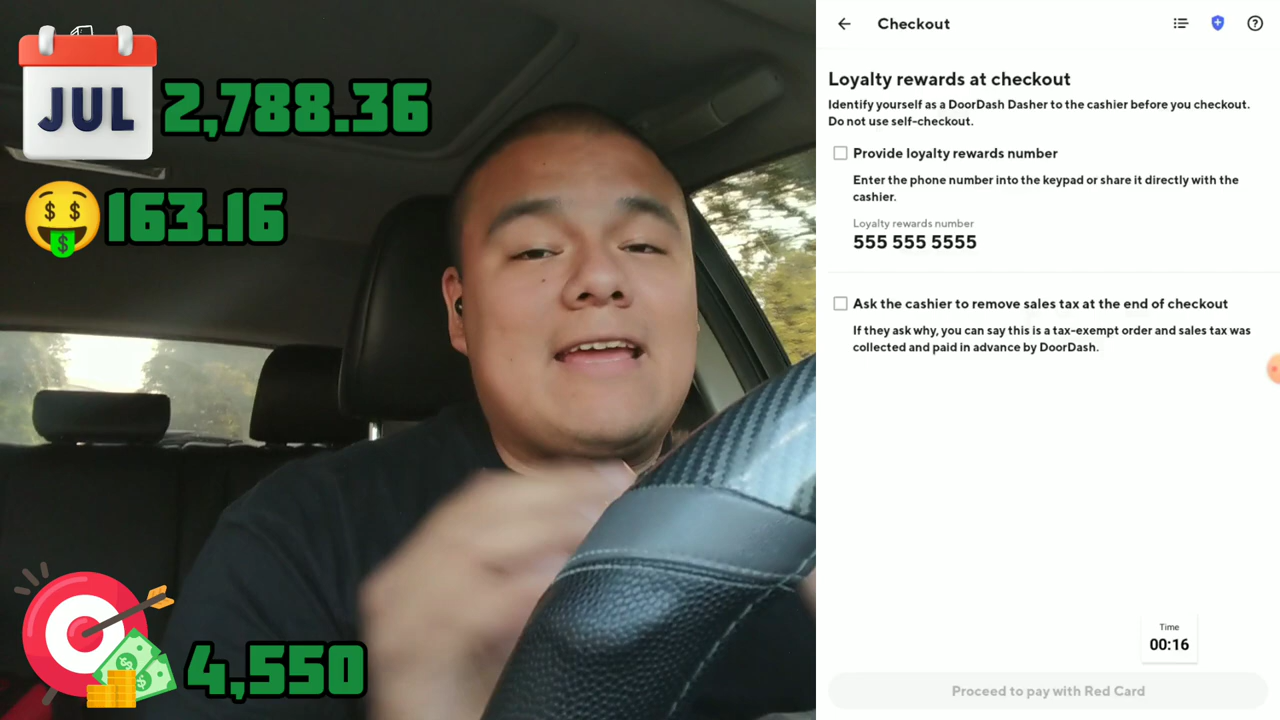 JUL
2,788.36
163.16
4,550
Checkout
Loyalty rewards at checkout
Identify yourself as a DoorDash Dasher to the cashier before you checkout.
Do not use self-checkout.
Provide loyalty rewards number
Enter the phone number into the keypad or share it directly with the
cashier.
Loyalty rewards number
555 555 5555
Ask the cashier to remove sales tax at the end of checkout
If they ask why, you can say this is a tax-exempt order and sales tax was
collected and paid in advance by DoorDash.
Time
00:16
Proceed to pay with Red Card